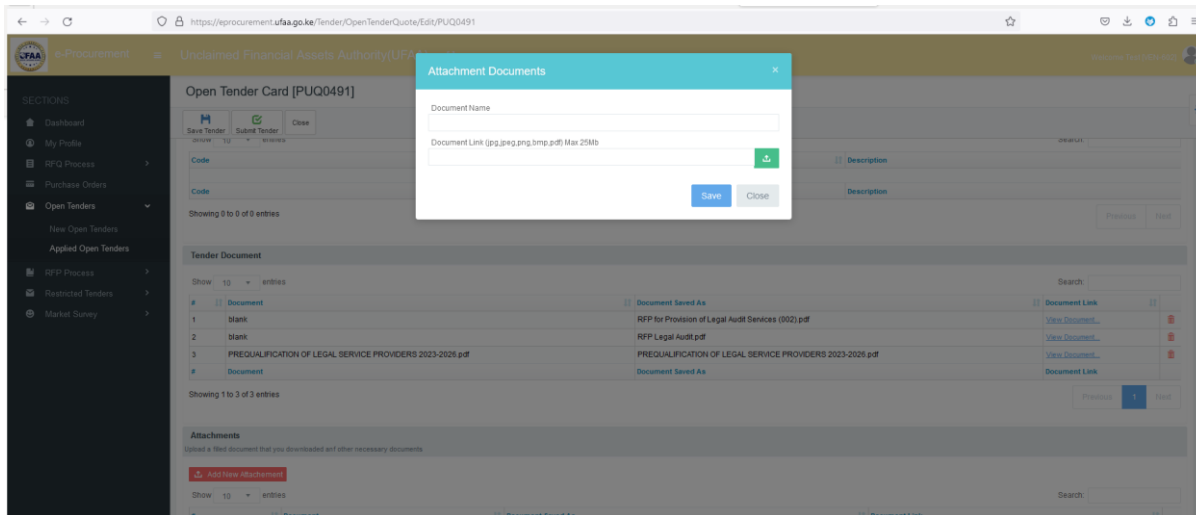 https://eprocurement.ufaa.go.ke/Tender/OpenTenderQuote/Edit/PUQ0491
UFAA
e-Procurement
Unclaimed Financial Assets Authority(UFA
Attachment Documents
×
SECTIONS
Dashboard
My Profile
RFQ Process
Purchase Orders
Open Tenders
New Open Tenders
Applied Open Tenders
RFP Process
Restricted Tenders
Market Survey
Open Tender Card [PUQ0491]
Save Tender
Submit Tender
Close
Document Name
Document Link (jpg,jpeg,png,bmp,pdf) Max 25Mb
Save
Close
Show 10 entries
Search:
Code
Description
Code
Description
Showing 0 to 0 of 0 entries
Previous
Next
Tender Document
Show 10 entries
Search:
# Document Document Saved As Document Link
1 blank RFP for Provision of Legal Audit Services (002).pdf View Document...
2 blank RFP Legal Audit.pdf View Document...
3 PREQUALIFICATION OF LEGAL SERVICE PROVIDERS 2023-2026.pdf PREQUALIFICATION OF LEGAL SERVICE PROVIDERS 2023-2026.pdf View Document...
# Document Document Saved As Document Link
Showing 1 to 3 of 3 entries
Previous 1 Next
Attachments
Upload a filled document that you downloaded anf other necessary documents
Add New Attachement
Show 10 entries
Search: